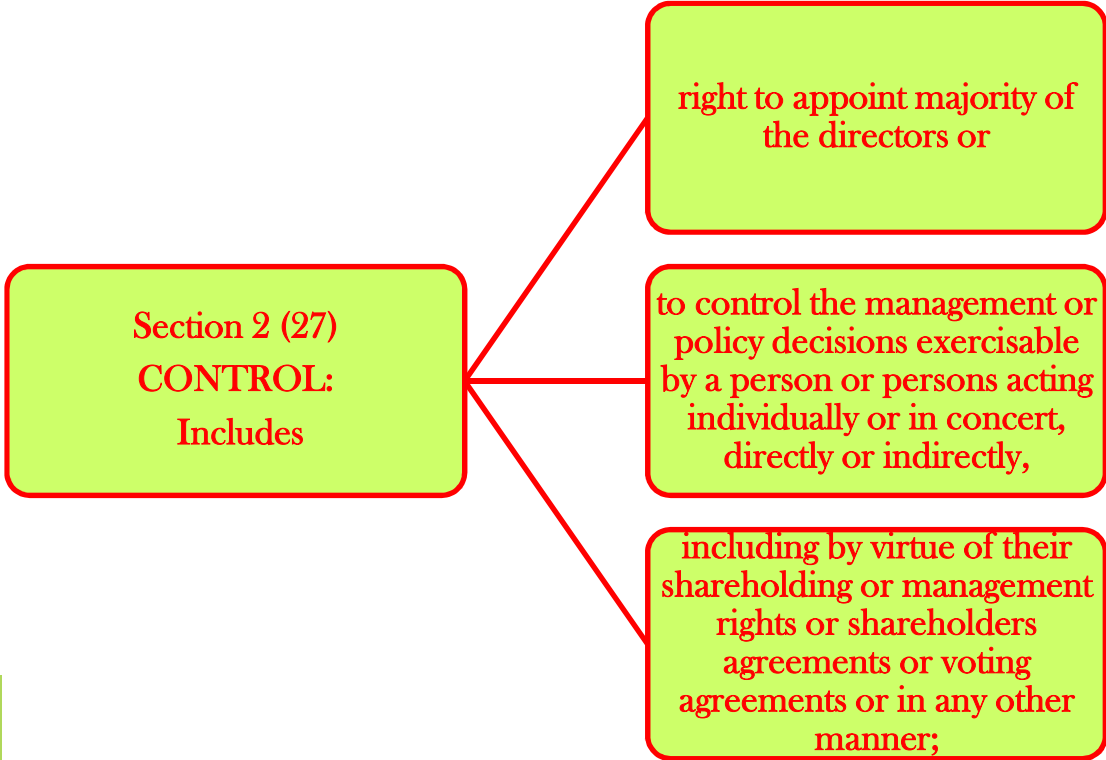 Section 2 (27)
CONTROL:
Includes
right to appoint majority of
the directors or
to control the management or
policy decisions exercisable
by a person or persons acting
individually or in concert,
directly or indirectly,
including by virtue of their
shareholding or management
rights or shareholders
agreements or voting
agreements or in any other
manner;